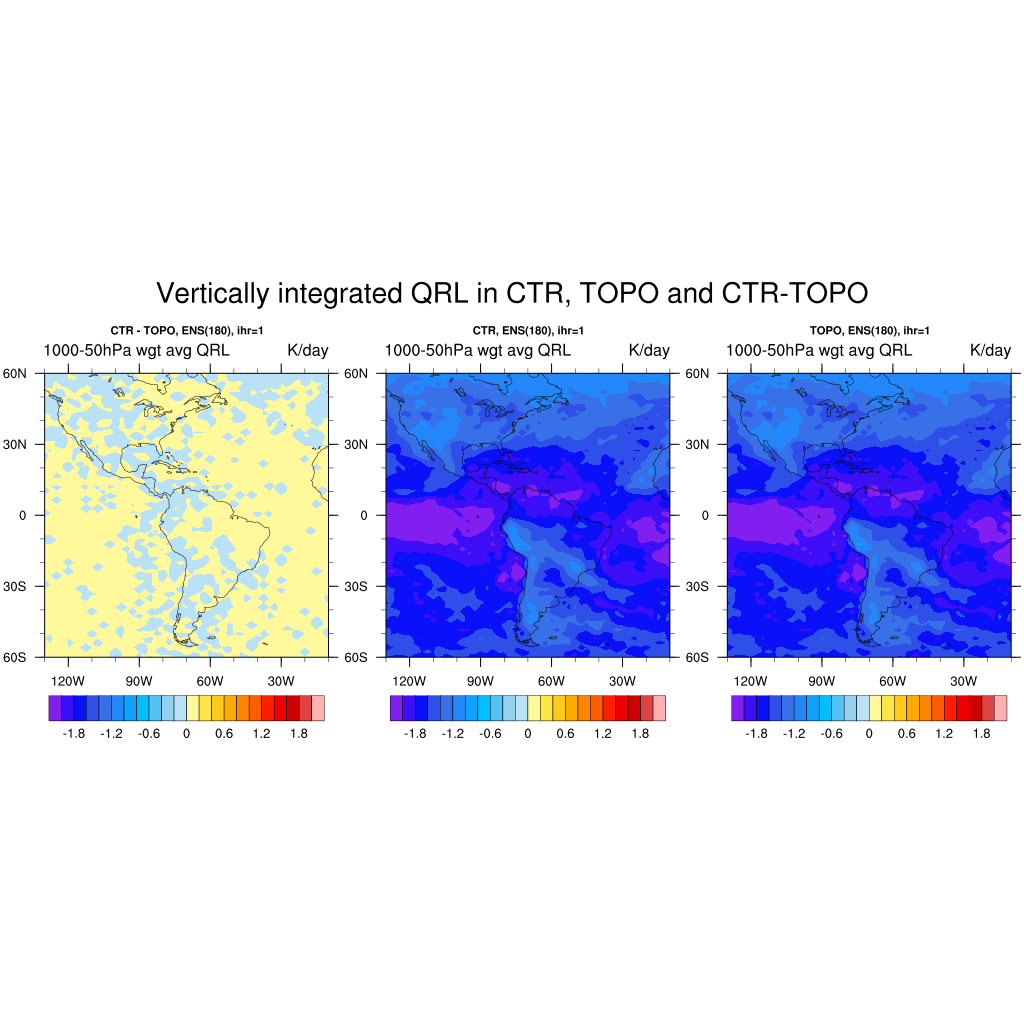 Vertically integrated QRL in CTR, TOPO and CTR-TOPO
CTR - TOPO, ENS(180), ihr=1
1000-50hPa wgt avg QRL K/day
60N
30N
0
30S
60S
120W 90W 60W 30W
-1.8 -1.2 -0.6 0 0.6 1.2 1.8
CTR, ENS(180), ihr=1
1000-50hPa wgt avg QRL K/day
60N
30N
0
30S
60S
120W 90W 60W 30W
-1.8 -1.2 -0.6 0 0.6 1.2 1.8
TOPO, ENS(180), ihr=1
1000-50hPa wgt avg QRL K/day
60N
30N
0
30S
60S
120W 90W 60W 30W
-1.8 -1.2 -0.6 0 0.6 1.2 1.8